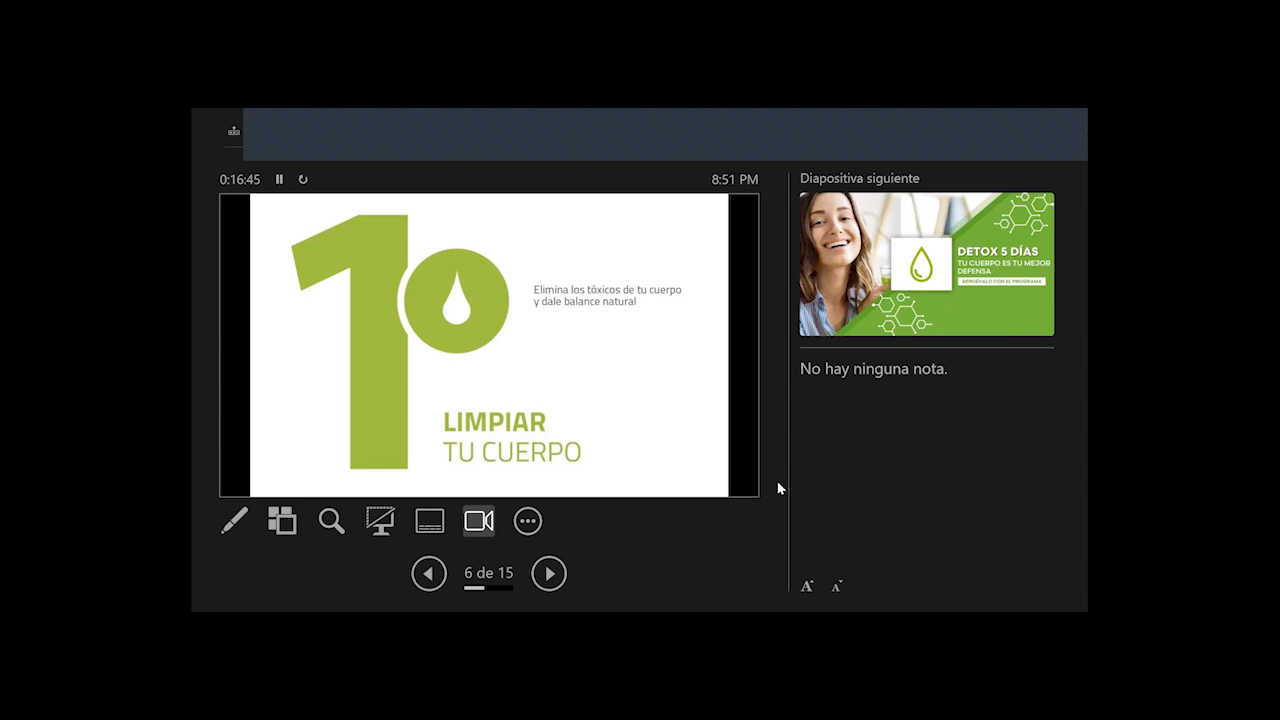 0:16:45
8:51 PM
1º
Elimina los tóxicos de tu cuerpo
y dale balance natural
LIMPIAR
TU CUERPO
6 de 15
Diapositiva siguiente
DETOX 5 DÍAS
TU CUERPO ES TU MEJOR
DEFENSA
RENUÉVALO CON EL PROGRAMA
No hay ninguna nota.
A A